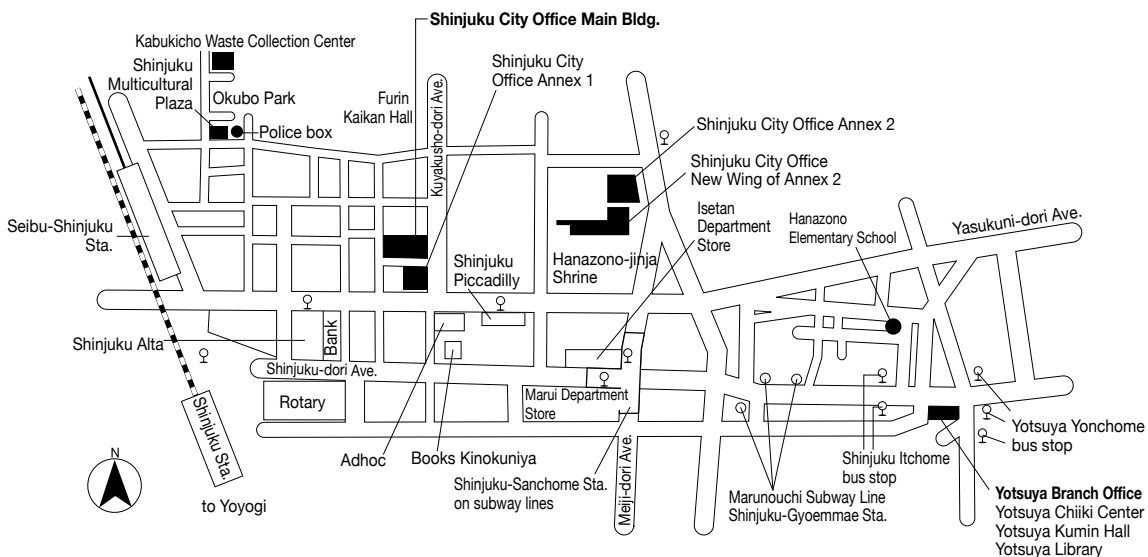 Shinjuku City Office Main Bldg.
Kabukicho Waste Collection Center
Shinjuku
Multicultural
Plaza
Okubo Park
Police box
Furin
Kaikan Hall
Shinjuku City
Office Annex 1
Kuyakusho-dori Ave.
Shinjuku City Office Annex 2
Shinjuku City Office
New Wing of Annex 2
Isetan
Department
Store
Hanazono
Elementary School
Yasukuni-dori Ave.
Seibu-Shinjuku
Sta.
Shinjuku
Piccadilly
Hanazono-jinja
Shrine
Shinjuku Alta
Bank
Shinjuku-dori Ave.
Rotary
Marui Department
Store
Shinjuku Sta.
Adhoc
Books Kinokuniya
Shinjuku-Sanchome Sta.
on subway lines
Meiji-dori Ave.
Marunouchi Subway Line
Shinjuku-Gyoemmae Sta.
Shinjuku Itchome
bus stop
Yotsuya Yonchome
bus stop
N
to Yoyogi
Yotsuya Branch Office
Yotsuya Chiiki Center
Yotsuya Kumin Hall
Yotsuya Library